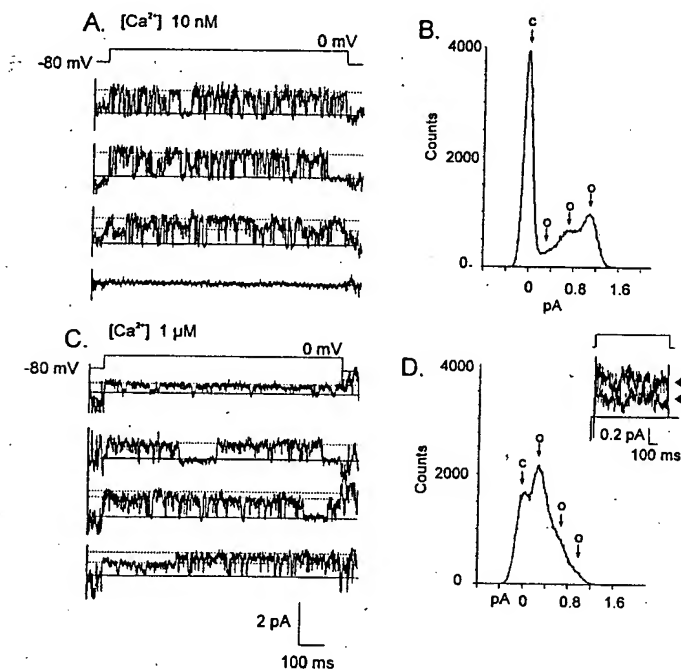 A. [Ca²⁺] 10 nM
0 mV
-80 mV
B.
4000
2000
0
Counts
c
o
o
o
0 0.8 1.6
pA
C. [Ca²⁺] 1 µM
0 mV
-80 mV
2 pA
100 ms
D.
4000
2000
0
Counts
c
o
o
o
pA 0 0.8 1.6
0.2 pA
100 ms